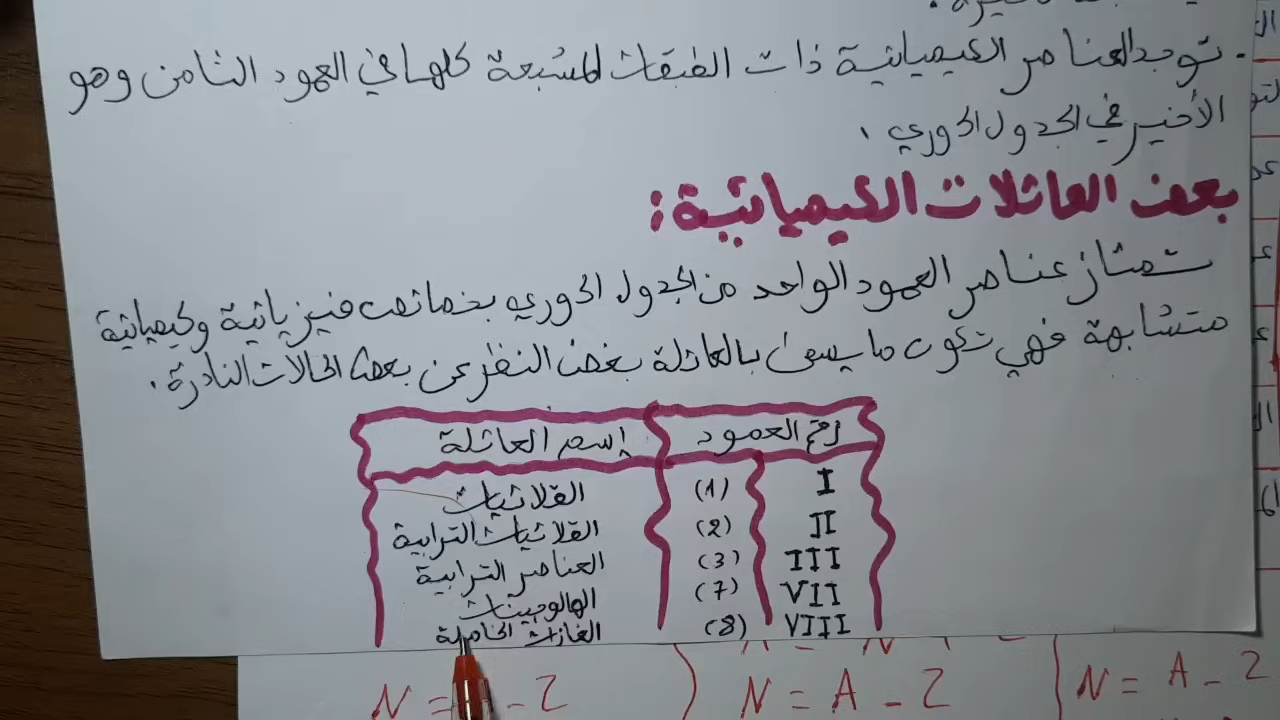 . توجد العناصر الكيميائية ذات الطبقات المشبعة كلها في العمود الثامن وهو
الأخير في الجدول الدوري .
بعض العائلات الكيميائية :
تمتاز عناصر العمود الواحد من الجدول الدوري بخصائص فيزيائية وكيميائية
متشابهة فهي تكون ما يسمى بالعائلة بغض النظر عن بعض الحالات النادرة .
رقم العمود إسم العائلة
I (1) القلائيات
II (2) القلائيات الترابية
III (3) العناصر الترابية
VII (7) الهالوجينات
VIII (8) الغازات الخاملة
N = A - Z
N = A - Z
N = - Z